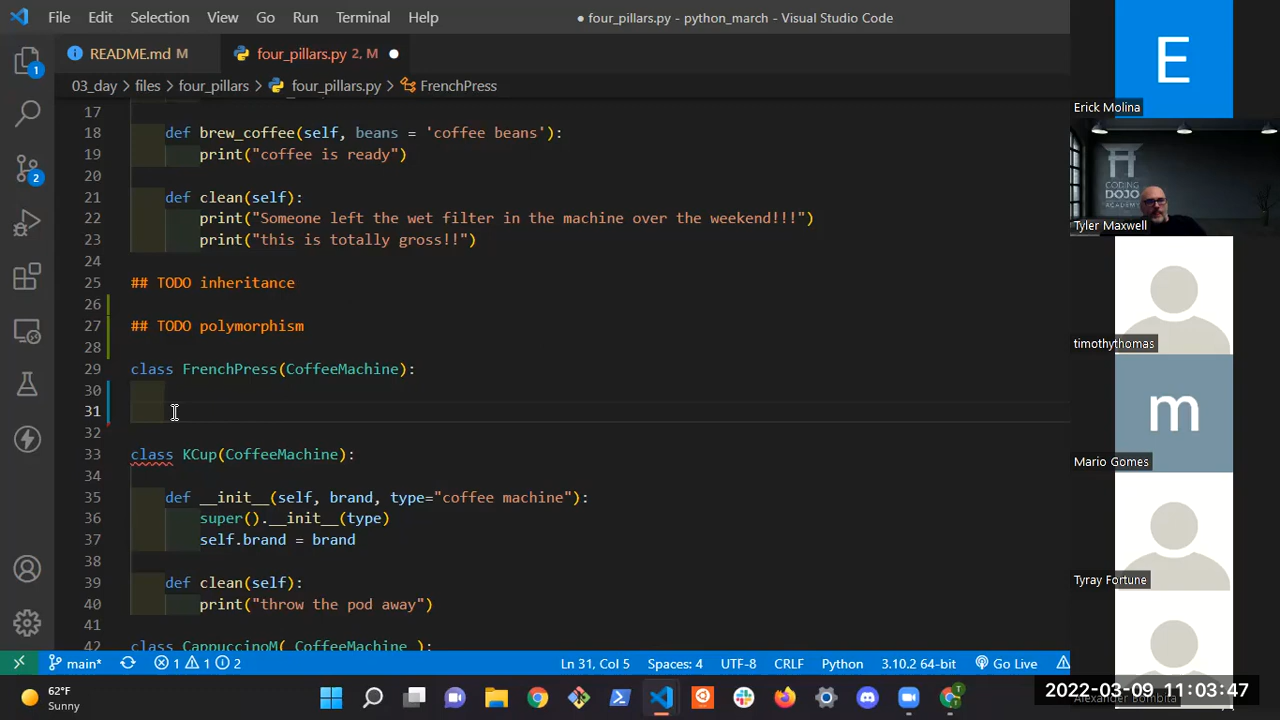 File Edit Selection View Go Run Terminal Help
● four_pillars.py - python_march - Visual Studio Code
README.md M
four_pillars.py 2, M
03_day > files > four_pillars > four_pillars.py > FrenchPress
17
18 def brew_coffee(self, beans = 'coffee beans'):
19 print("coffee is ready")
20
21 def clean(self):
22 print("Someone left the wet filter in the machine over the weekend!!!")
23 print("this is totally gross!!")
24
25 ## TODO inheritance
26
27 ## TODO polymorphism
28
29 class FrenchPress(CoffeeMachine):
30
31
32
33 class KCup(CoffeeMachine):
34
35 def __init__(self, brand, type="coffee machine"):
36 super().__init__(type)
37 self.brand = brand
38
39 def clean(self):
40 print("throw the pod away")
41
42 class CappuccinoM( CoffeeMachine ):
1
2
main* 1 1 2 Ln 31, Col 5 Spaces: 4 UTF-8 CRLF Python 3.10.2 64-bit Go Live
62°F
Sunny
E
Erick Molina
CODING
DOJO
ACADEMY
Tyler Maxwell
timothythomas
m
Mario Gomes
Tyray Fortune
Alexander Bombita
2022-03-09 11:03:47